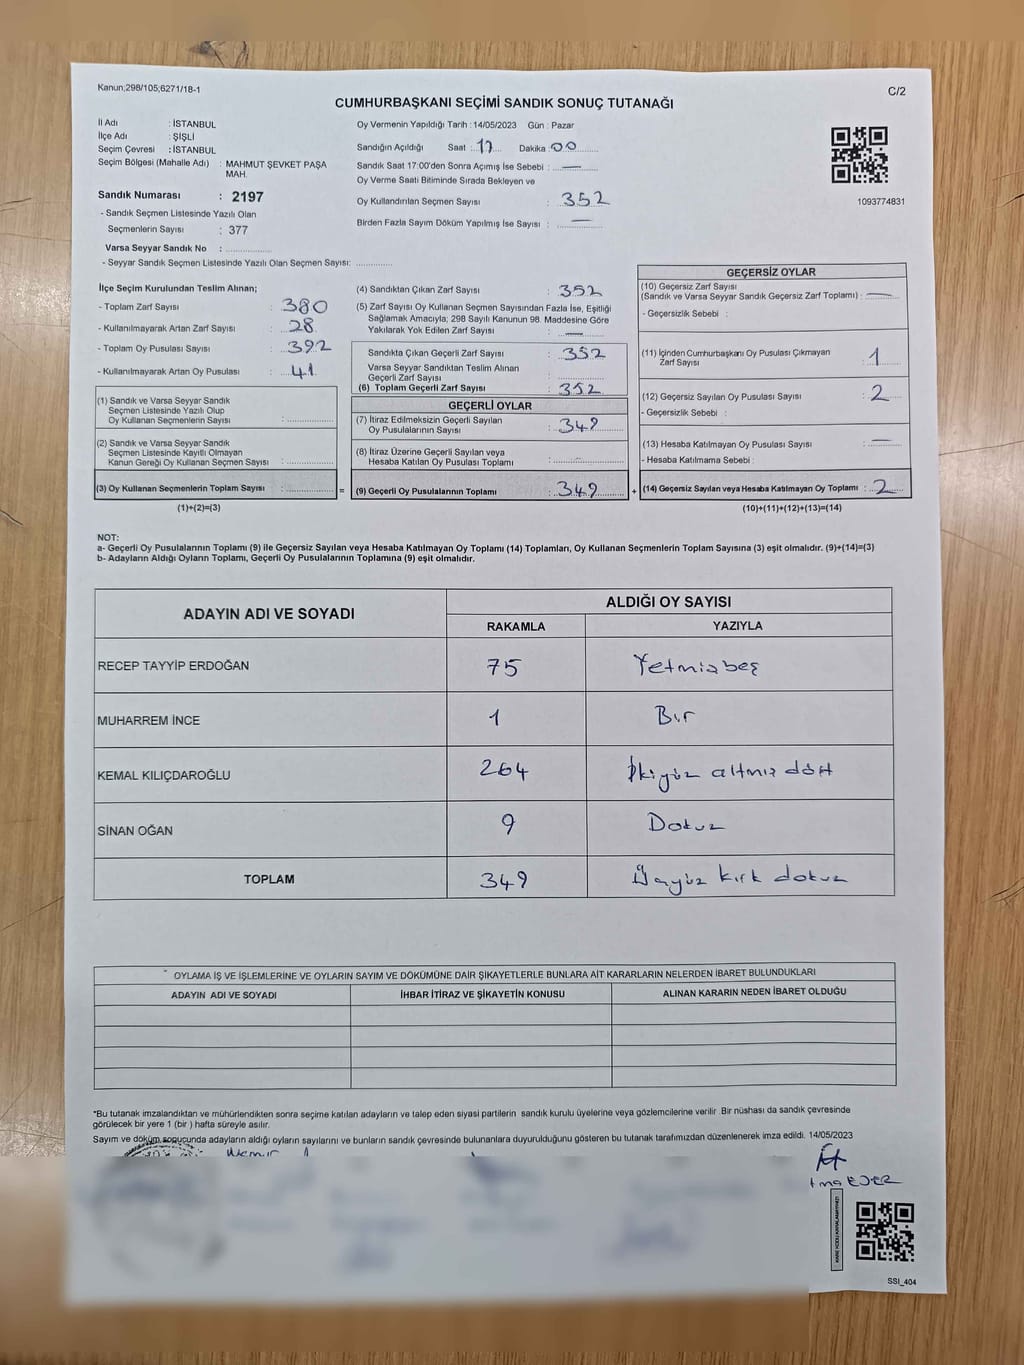 Kanun;298/105;6271/18-1
C/2
CUMHURBAŞKANI SEÇİMİ SANDIK SONUÇ TUTANAĞI
İl Adı : İSTANBUL
İlçe Adı : ŞİŞLİ
Seçim Çevresi : İSTANBUL
Seçim Bölgesi (Mahalle Adı) : MAHMUT ŞEVKET PAŞA
MAH.
Sandık Numarası : 2197
- Sandık Seçmen Listesinde Yazılı Olan
Seçmenlerin Sayısı : 377
Varsa Seyyar Sandık No : ..............
- Seyyar Sandık Seçmen Listesinde Yazılı Olan Seçmen Sayısı: ............
Oy Vermenin Yapıldığı Tarih : 14/05/2023 Gün : Pazar
Sandığın Açıldığı Saat : 17 Dakika : 00
Sandık Saat 17:00'den Sonra Açımış İse Sebebi : —
Oy Verme Saati Bitiminde Sırada Bekleyen ve
Oy Kullandırılan Seçmen Sayısı : 352
Birden Fazla Sayım Döküm Yapılmış İse Sayısı : —
1093774831
İlçe Seçim Kurulundan Teslim Alınan;
- Toplam Zarf Sayısı : 380
- Kullanılmayarak Artan Zarf Sayısı : 28
- Toplam Oy Pusulası Sayısı : 392
- Kullanılmayarak Artan Oy Pusulası : 41
(1) Sandık ve Varsa Seyyar Sandık
Seçmen Listesinde Yazılı Olup
Oy Kullanan Seçmenlerin Sayısı : ..............
(2) Sandık ve Varsa Seyyar Sandık
Seçmen Listesinde Kayıtlı Olmayan
Kanun Gereği Oy Kullanan Seçmen Sayısı : ..............
(3) Oy Kullanan Seçmenlerin Toplam Sayısı : ..............
(1)+(2)=(3)
(4) Sandıktan Çıkan Zarf Sayısı : 352
(5) Zarf Sayısı Oy Kullanan Seçmen Sayısından Fazla İse, Eşitliği
Sağlamak Amacıyla; 298 Sayılı Kanunun 98. Maddesine Göre
Yakılarak Yok Edilen Zarf Sayısı : —
Sandıkta Çıkan Geçerli Zarf Sayısı : 352
Varsa Seyyar Sandıktan Teslim Alınan
Geçerli Zarf Sayısı : ..............
(6) Toplam Geçerli Zarf Sayısı : 352
GEÇERLİ OYLAR
(7) İtiraz Edilmeksizin Geçerli Sayılan
Oy Pusulalarının Sayısı : 349
(8) İtiraz Üzerine Geçerli Sayılan veya
Hesaba Katılan Oy Pusulası Toplamı : ..............
= (9) Geçerli Oy Pusulalarının Toplamı : 349
GEÇERSİZ OYLAR
(10) Geçersiz Zarf Sayısı
(Sandık ve Varsa Seyyar Sandık Geçersiz Zarf Toplamı) : —
- Geçersizlik Sebebi :
(11) İçinden Cumhurbaşkanı Oy Pusulası Çıkmayan
Zarf Sayısı : 1
(12) Geçersiz Sayılan Oy Pusulası Sayısı : 2
- Geçersizlik Sebebi :
(13) Hesaba Katılmayan Oy Pusulası Sayısı : —
- Hesaba Katılmama Sebebi :
+ (14) Geçersiz Sayılan veya Hesaba Katılmayan Oy Toplamı : 2
(10)+(11)+(12)+(13)=(14)
NOT:
a- Geçerli Oy Pusulalarının Toplamı (9) ile Geçersiz Sayılan veya Hesaba Katılmayan Oy Toplamı (14) Toplamları, Oy Kullanan Seçmenlerin Toplam Sayısına (3) eşit olmalıdır. (9)+(14)=(3)
b- Adayların Aldığı Oyların Toplamı, Geçerli Oy Pusulalarının Toplamına (9) eşit olmalıdır.
ADAYIN ADI VE SOYADI ALDIĞI OY SAYISI
RAKAMLA YAZIYLA
RECEP TAYYİP ERDOĞAN 75 Yetmişbeş
MUHARREM İNCE 1 Bir
KEMAL KILIÇDAROĞLU 264 İkiyüz altmış dört
SİNAN OĞAN 9 Dokuz
TOPLAM 349 Üçyüz kırk dokuz
OYLAMA İŞ VE İŞLEMLERİNE VE OYLARIN SAYIM VE DÖKÜMÜNE DAİR ŞİKAYETLERLE BUNLARA AİT KARARLARIN NELERDEN İBARET BULUNDUKLARI
ADAYIN ADI VE SOYADI İHBAR İTİRAZ VE ŞİKAYETİN KONUSU ALINAN KARARIN NEDEN İBARET OLDUĞU
*Bu tutanak imzalandıktan ve mühürlendikten sonra seçime katılan adayların ve talep eden siyasi partilerin sandık kurulu üyelerine veya gözlemcilerine verilir Bir nüshası da sandık çevresinde
görülecek bir yere 1 (bir ) hafta süreyle asılır.
Sayım ve döküm sonucunda adayların aldığı oyların sayılarını ve bunların sandık çevresinde bulunanlara duyurulduğunu gösteren bu tutanak tarafımızdan düzenlenerek imza edildi. 14/05/2023
SSİ_404